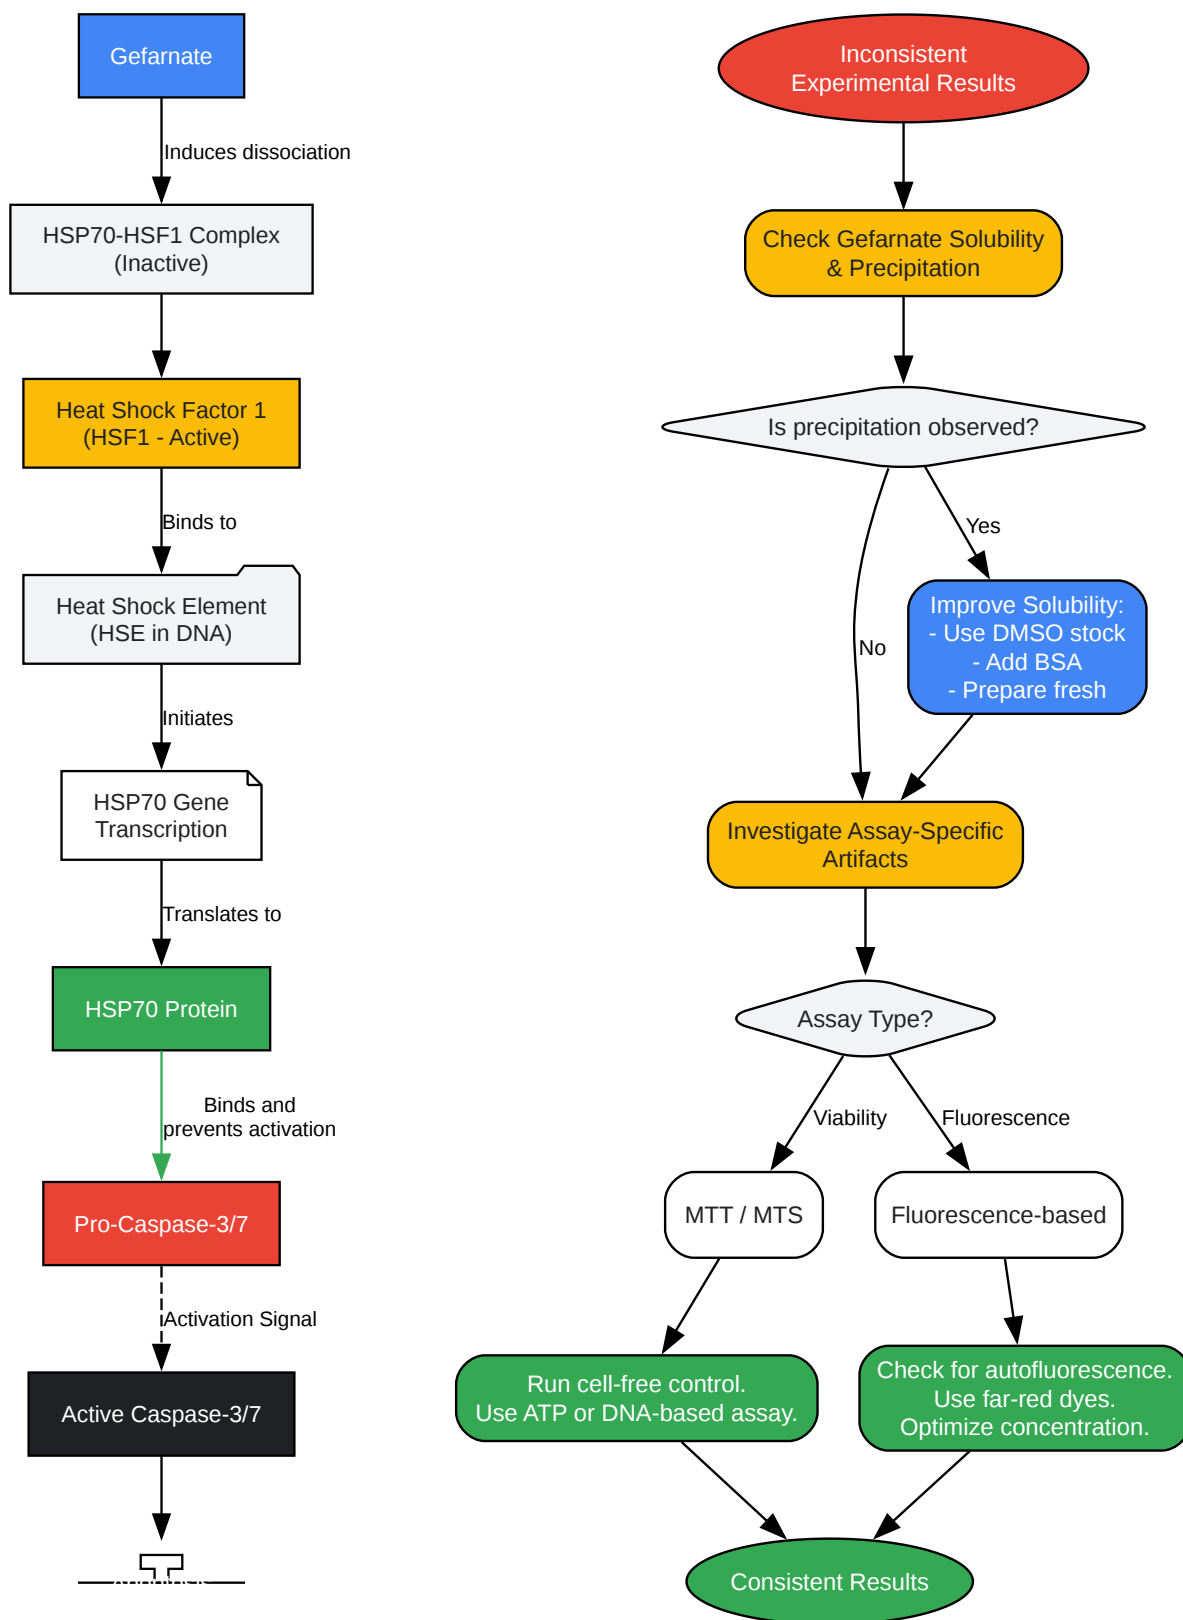 Gefarnate
Induces dissociation
HSP70-HSF1 Complex
(Inactive)
Heat Shock Factor 1
(HSF1 - Active)
Binds to
Heat Shock Element
(HSE in DNA)
Initiates
HSP70 Gene
Transcription
Translates to
HSP70 Protein
Binds and
prevents activation
Pro-Caspase-3/7
Activation Signal
Active Caspase-3/7
Inconsistent
Experimental Results
Check Gefarnate Solubility
& Precipitation
Is precipitation observed?
Yes
No
Improve Solubility:
- Use DMSO stock
- Add BSA
- Prepare fresh
Investigate Assay-Specific
Artifacts
Assay Type?
Viability
Fluorescence
MTT / MTS
Fluorescence-based
Run cell-free control.
Use ATP or DNA-based assay.
Check for autofluorescence.
Use far-red dyes.
Optimize concentration.
Consistent Results